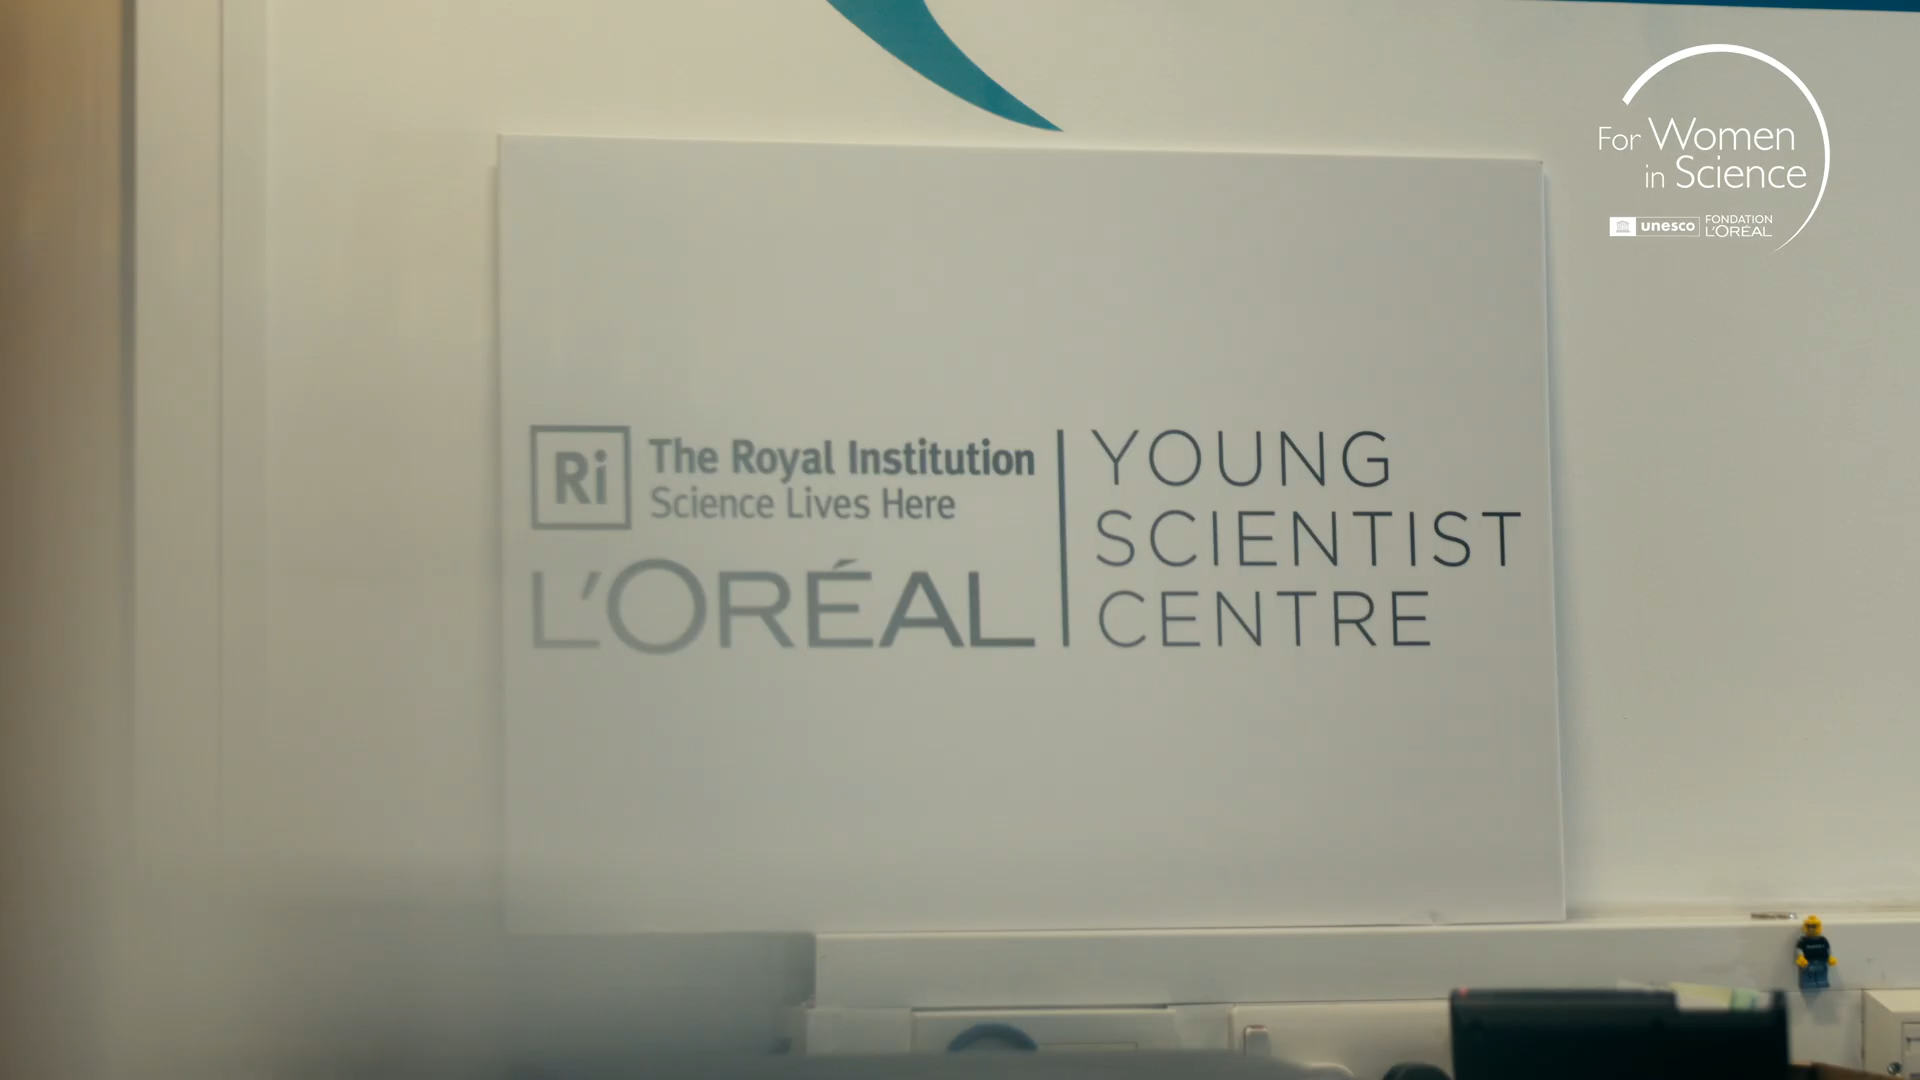 For Women
in Science
unesco
FONDATION
L'ORÉAL
Ri
The Royal Institution
Science Lives Here
L'ORÉAL
YOUNG
SCIENTIST
CENTRE